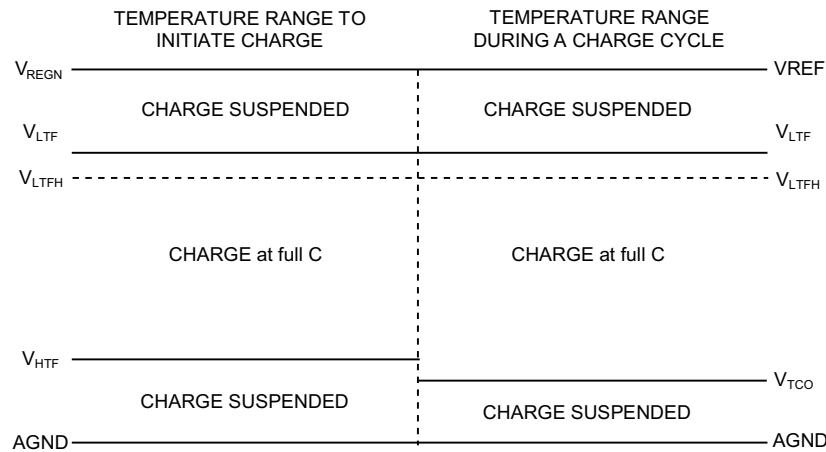 TEMPERATURE RANGE TO
INITIATE CHARGE
TEMPERATURE RANGE
DURING A CHARGE CYCLE
VREGN
VREF
CHARGE SUSPENDED
CHARGE SUSPENDED
VLTF
VLTF
VLTFH
VLTFH
CHARGE at full C
CHARGE at full C
VHTF
VTCO
CHARGE SUSPENDED
CHARGE SUSPENDED
AGND
AGND